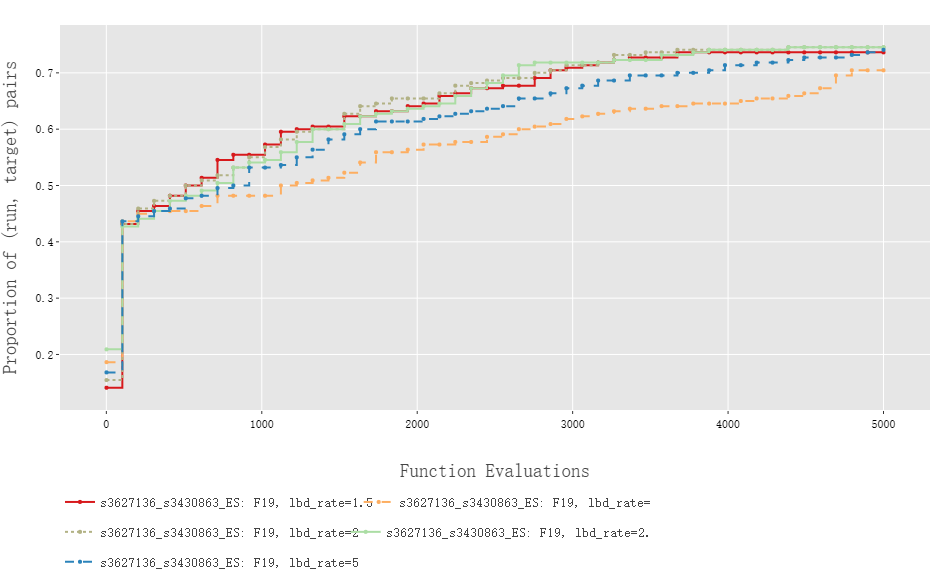 Proportion of (run, target) pairs
0.7
0.6
0.5
0.4
0.3
0.2
0 1000 2000 3000 4000 5000
Function Evaluations
s3627136_s3430863_ES: F19, lbd_rate=1.5 s3627136_s3430863_ES: F19, lbd_rate=
s3627136_s3430863_ES: F19, lbd_rate=2 s3627136_s3430863_ES: F19, lbd_rate=2.
s3627136_s3430863_ES: F19, lbd_rate=5